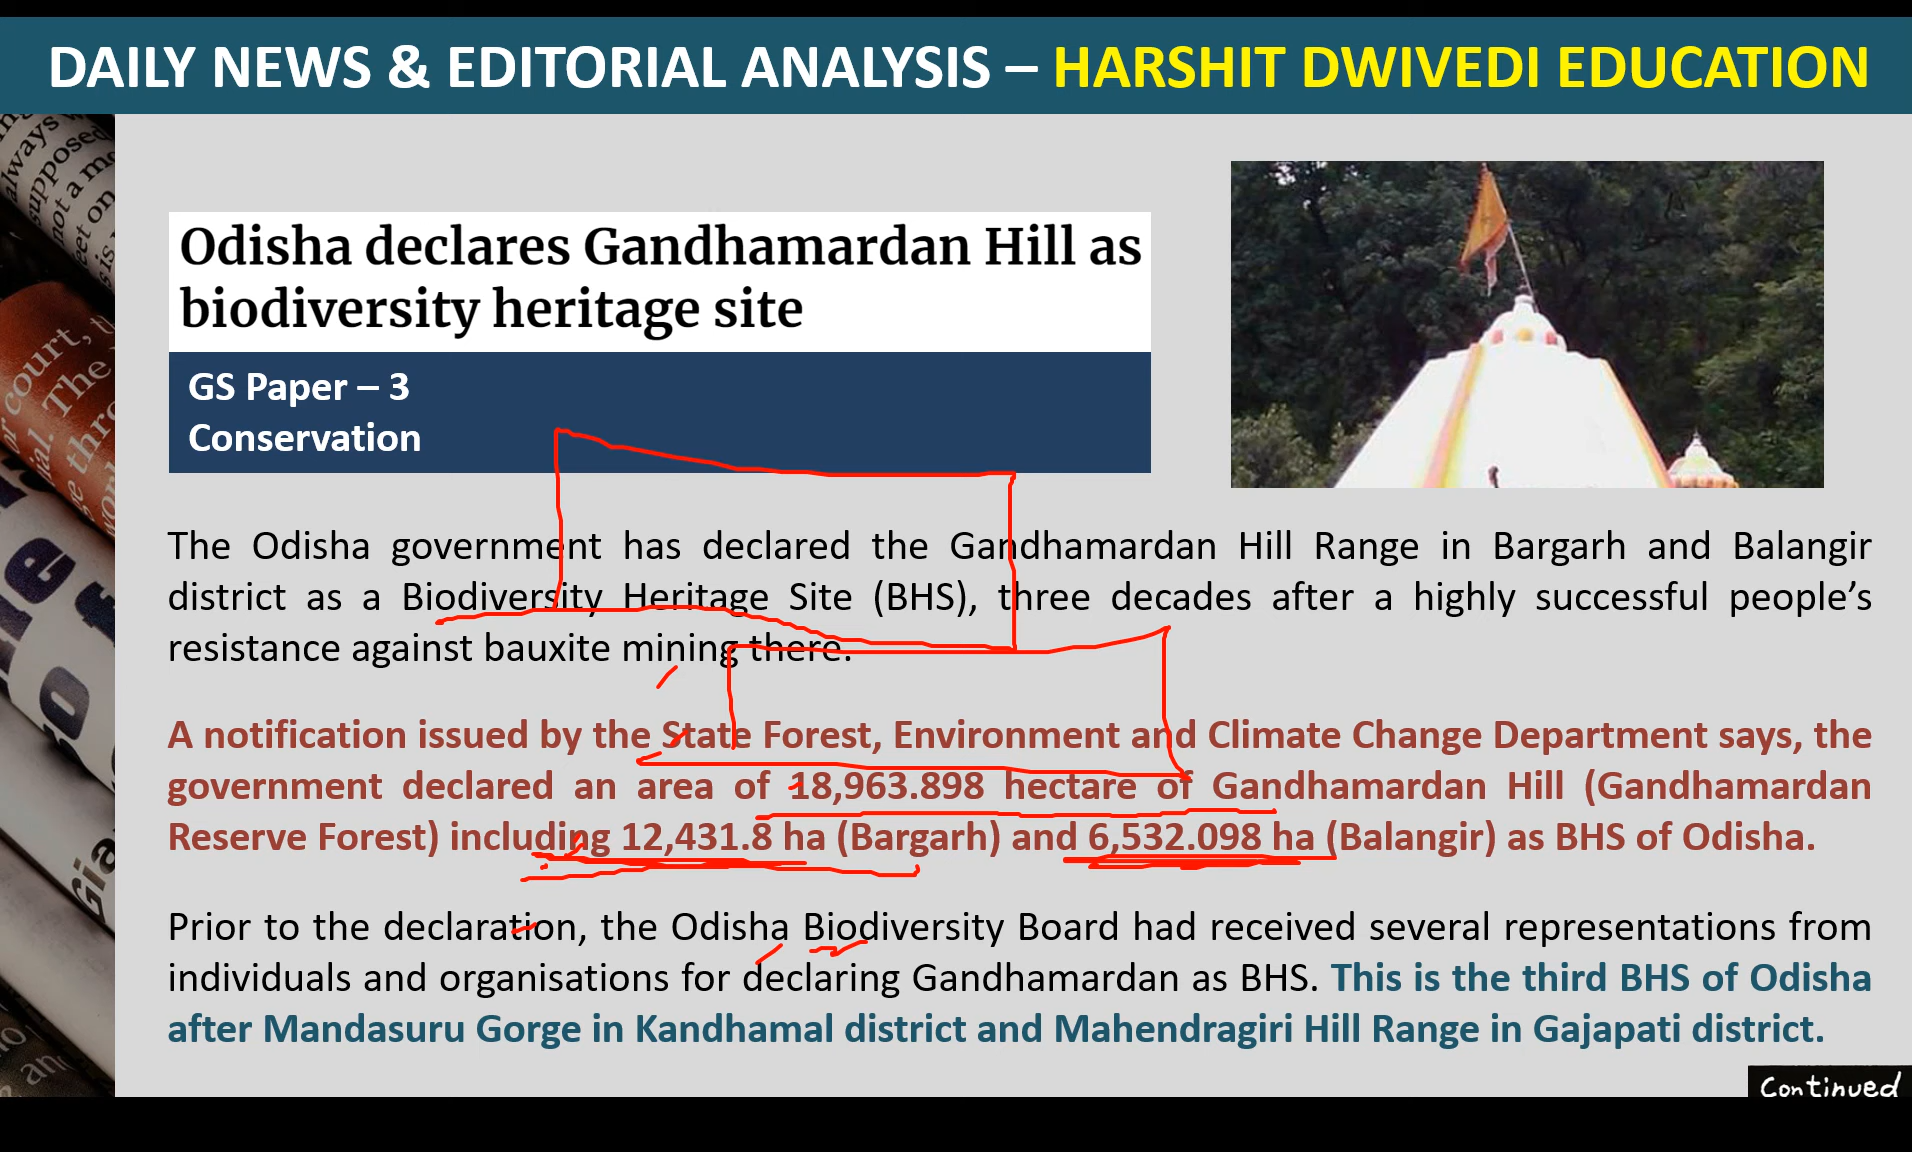 DAILY NEWS & EDITORIAL ANALYSIS – HARSHIT DWIVEDI EDUCATION
Odisha declares Gandhamardan Hill as
biodiversity heritage site
GS Paper – 3
Conservation
The Odisha government has declared the Gandhamardan Hill Range in Bargarh and Balangir
district as a Biodiversity Heritage Site (BHS), three decades after a highly successful people’s
resistance against bauxite mining there.
A notification issued by the State Forest, Environment and Climate Change Department says, the
government declared an area of 18,963.898 hectare of Gandhamardan Hill (Gandhamardan
Reserve Forest) including 12,431.8 ha (Bargarh) and 6,532.098 ha (Balangir) as BHS of Odisha.
Prior to the declaration, the Odisha Biodiversity Board had received several representations from
individuals and organisations for declaring Gandhamardan as BHS. This is the third BHS of Odisha
after Mandasuru Gorge in Kandhamal district and Mahendragiri Hill Range in Gajapati district.
Continued